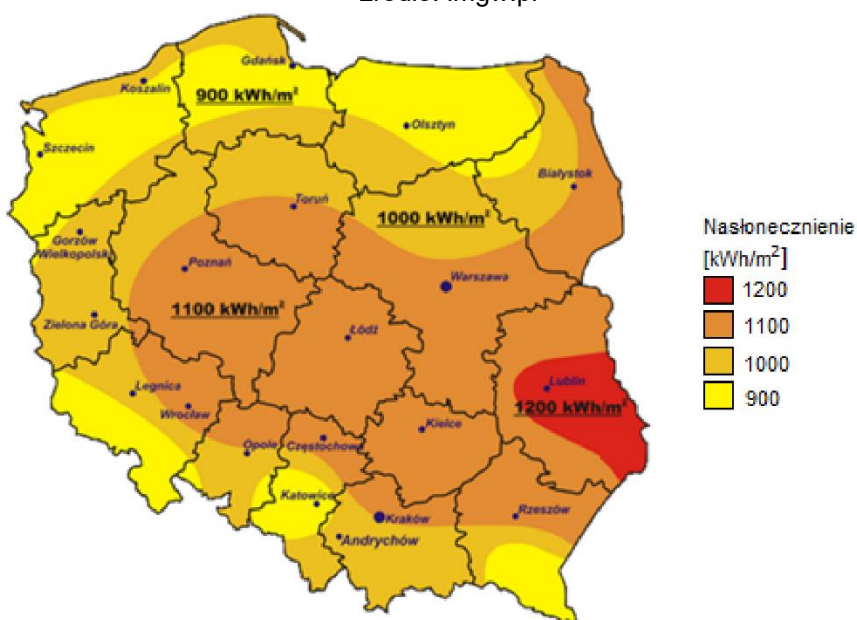 Gdańsk
Koszalin
900 kWh/m²
Olsztyn
Szczecin
Białystok
Toruń
1000 kWh/m²
Gorzów
Wielkopolski
Poznań
Warszawa
1100 kWh/m²
Zielona Góra
Łódź
Legnica
Lublin
Wrocław
1200 kWh/m²
Kielce
Opole
Częstochowa
Katowice
Kraków
Rzeszów
Andrychów
Nasłonecznienie
[kWh/m²]
1200
1100
1000
900